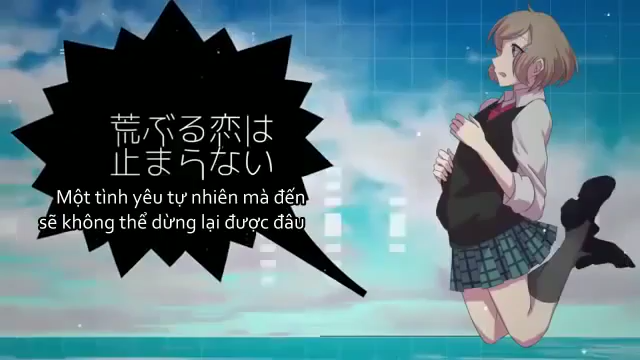 荒ぶる恋は
止まらない
Một tình yêu tự nhiên mà đến
sẽ không thể dừng lại được đâu